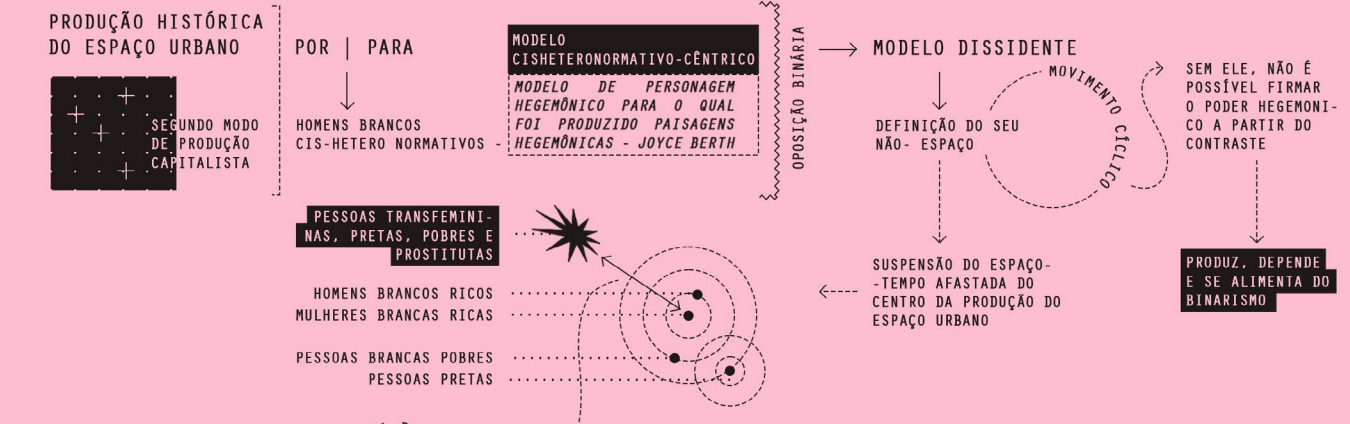 PRODUÇÃO HISTÓRICA
DO ESPAÇO URBANO
SEGUNDO MODO
DE PRODUÇÃO
CAPITALISTA
POR | PARA
HOMENS BRANCOS
CIS-HETERO NORMATIVOS -
MODELO
CISHETERONORMATIVO-CÊNTRICO
MODELO DE PERSONAGEM
HEGEMÔNICO PARA O QUAL
FOI PRODUZIDO PAISAGENS
HEGEMÔNICAS - JOYCE BERTH
OPOSIÇÃO BINÁRIA
MODELO DISSIDENTE
DEFINIÇÃO DO SEU
NÃO- ESPAÇO
MOVIMENTO CÍCLICO
SEM ELE, NÃO É
POSSÍVEL FIRMAR
O PODER HEGEMONI-
CO A PARTIR DO
CONTRASTE
PRODUZ, DEPENDE
E SE ALIMENTA DO
BINARISMO
SUSPENSÃO DO ESPAÇO-
-TEMPO AFASTADA DO
CENTRO DA PRODUÇÃO DO
ESPAÇO URBANO
PESSOAS TRANSFEMINI-
NAS, PRETAS, POBRES E
PROSTITUTAS
HOMENS BRANCOS RICOS
MULHERES BRANCAS RICAS
PESSOAS BRANCAS POBRES
PESSOAS PRETAS